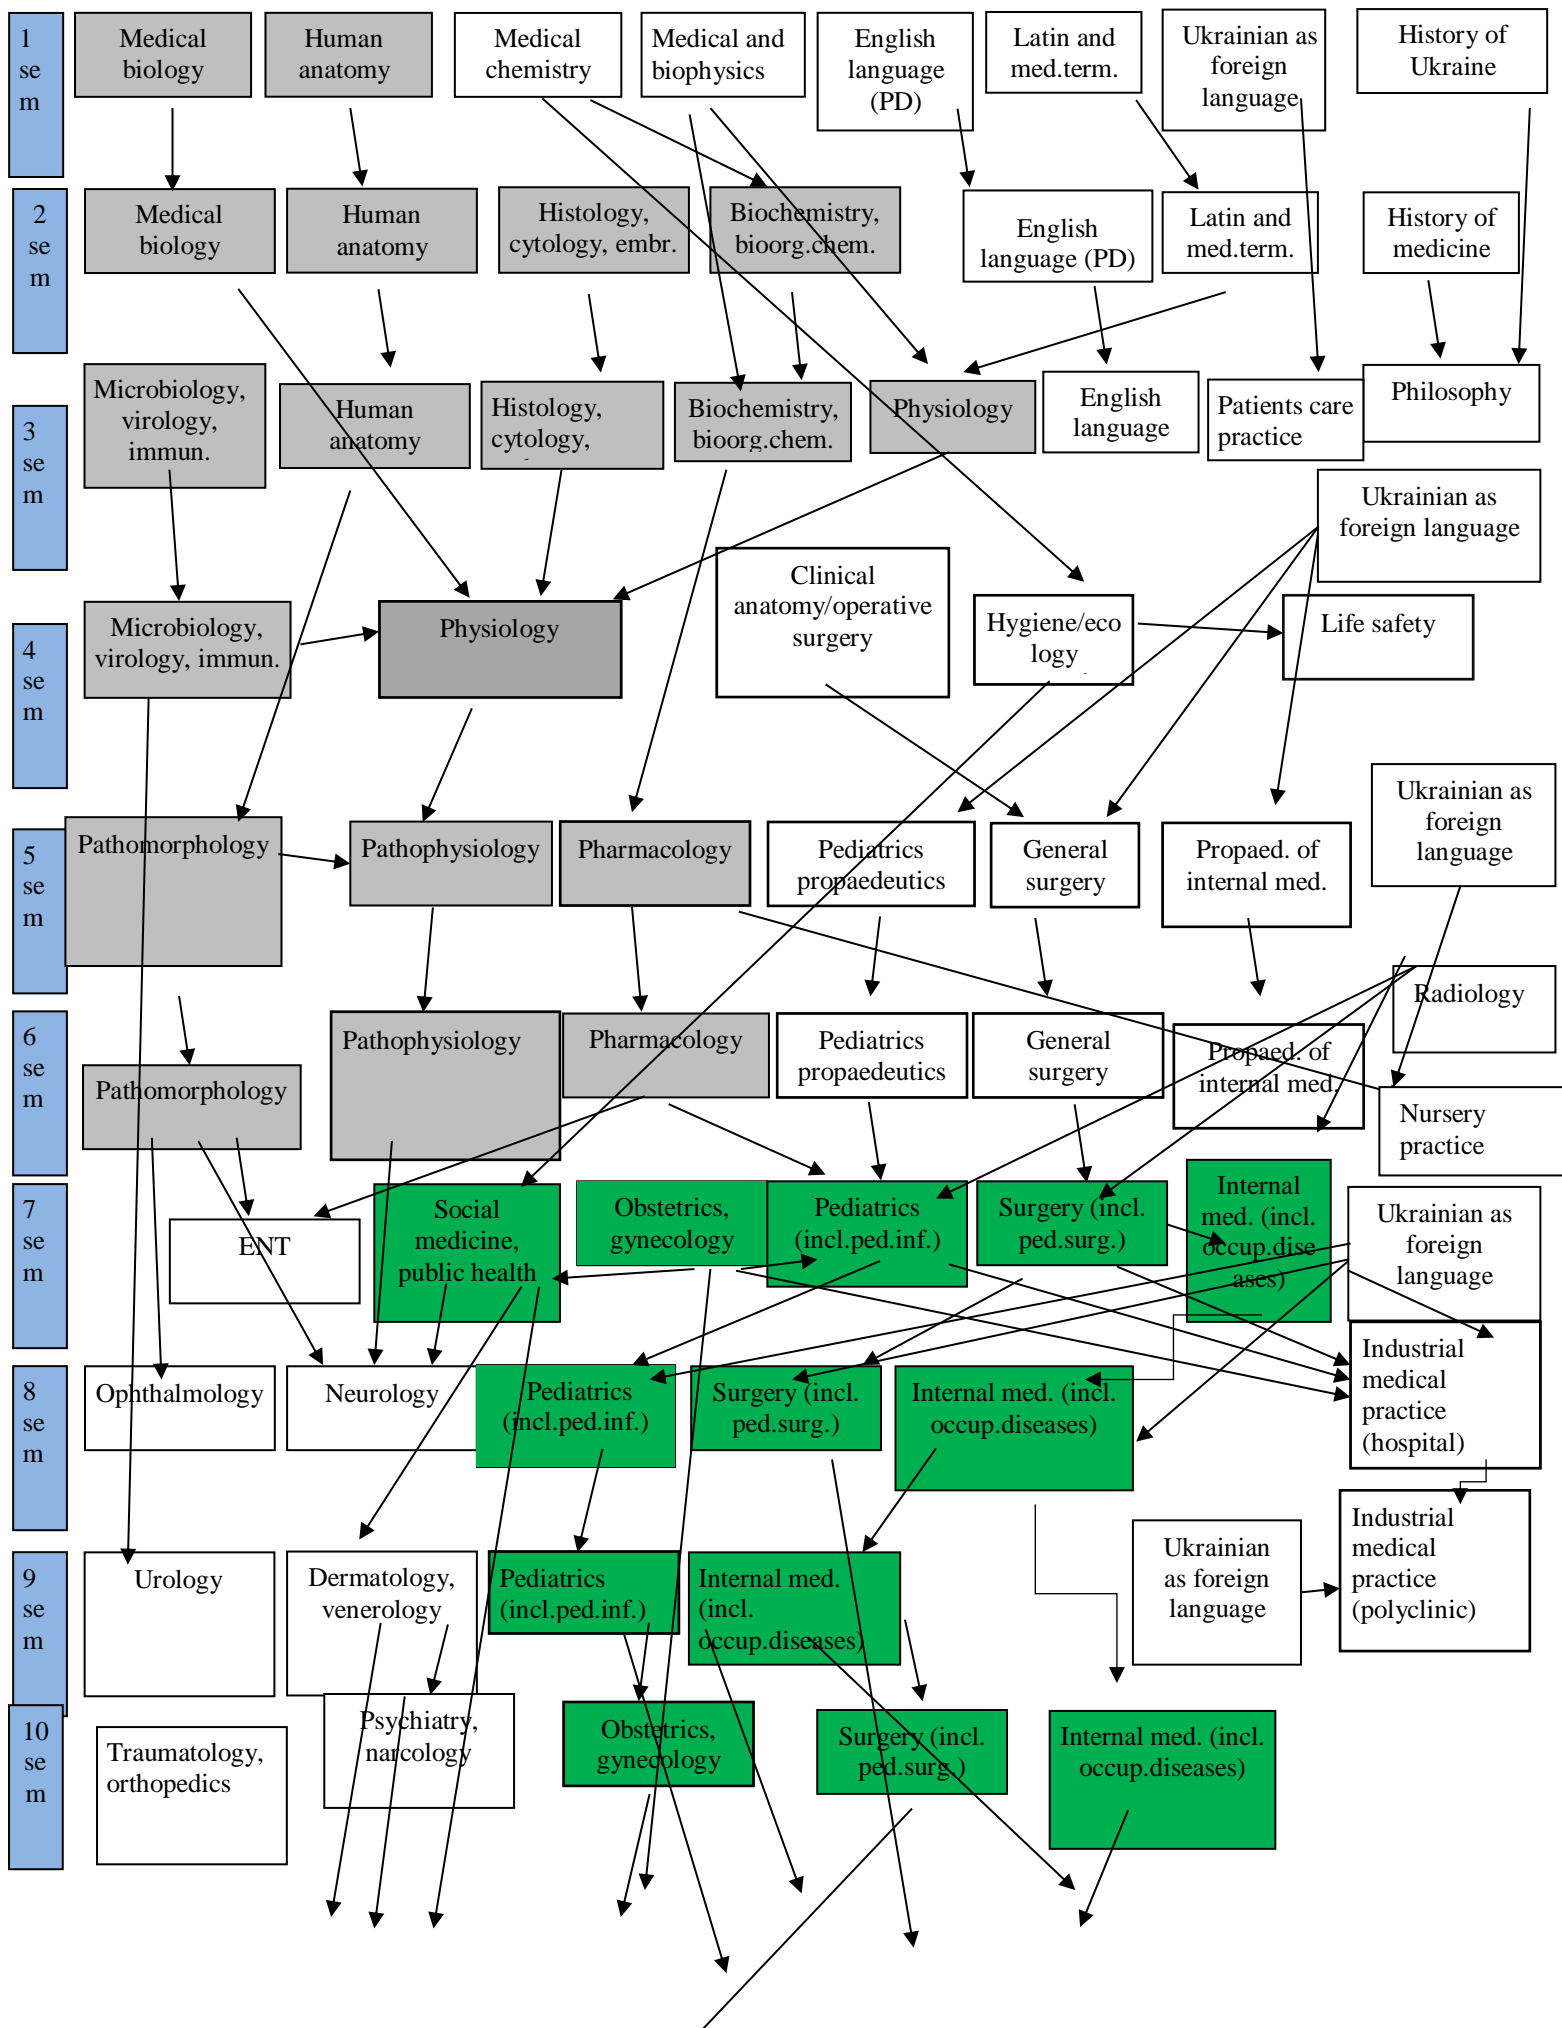 1
se
m
Medical
biology
Human
anatomy
Medical
chemistry
Medical and
biophysics
English
language
(PD)
Latin and
med.term.
Ukrainian as
foreign
language
History of
Ukraine
2
se
m
Medical
biology
Human
anatomy
Histology,
cytology, embr.
Biochemistry,
bioorg.chem.
English
language (PD)
Latin and
med.term.
History of
medicine
3
se
m
Microbiology,
virology,
immun.
Human
anatomy
Histology,
cytology,
Biochemistry,
bioorg.chem.
Physiology
English
language
Patients care
practice
Philosophy
Ukrainian as
foreign language
4
se
m
Microbiology,
virology, immun.
Physiology
Clinical
anatomy/operative
surgery
Hygiene/eco
logy
Life safety
5
se
m
Pathomorphology
Pathophysiology
Pharmacology
Pediatrics
propaedeutics
General
surgery
Propaed. of
internal med.
Ukrainian as
foreign
language
Radiology
6
se
m
Pathomorphology
Pathophysiology
Pharmacology
Pediatrics
propaedeutics
General
surgery
Propaed. of
internal med.
Nursery
practice
7
se
m
ENT
Social
medicine,
public health
Obstetrics,
gynecology
Pediatrics
(incl.ped.inf.)
Surgery (incl.
ped.surg.)
Internal
med. (incl.
occup.dise
ases)
Ukrainian as
foreign
language
8
se
m
Ophthalmology
Neurology
Pediatrics
(incl.ped.inf.)
Surgery (incl.
ped.surg.)
Internal med. (incl.
occup.diseases)
Industrial
medical
practice
(hospital)
9
se
m
Urology
Dermatology,
venerology
Pediatrics
(incl.ped.inf.)
Internal med.
(incl.
occup.diseases)
Ukrainian
as foreign
language
Industrial
medical
practice
(polyclinic)
10
se
m
Traumatology,
orthopedics
Psychiatry,
narcology
Obstetrics,
gynecology
Surgery (incl.
ped.surg.)
Internal med. (incl.
occup.diseases)